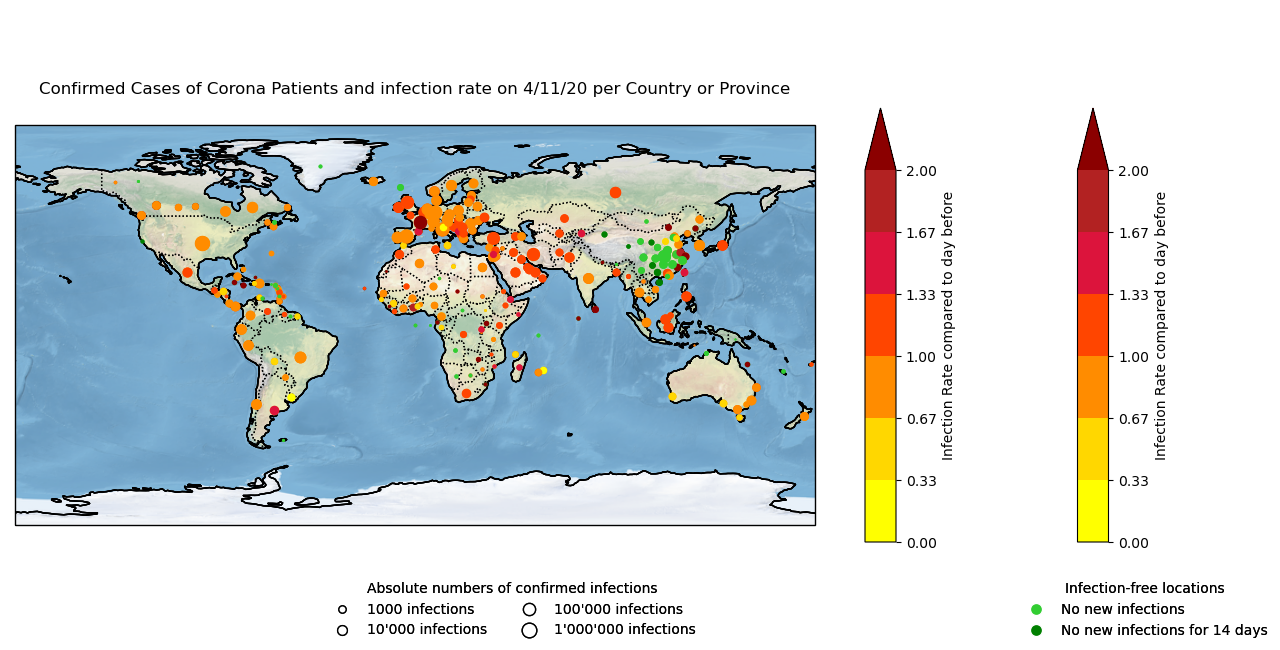 Confirmed Cases of Corona Patients and infection rate on 4/11/20 per Country or Province
2.00
1.67
1.33
1.00
0.67
0.33
0.00
Infection Rate compared to day before
2.00
1.67
1.33
1.00
0.67
0.33
0.00
Infection Rate compared to day before
Absolute numbers of confirmed infections
1000 infections
10'000 infections
100'000 infections
1'000'000 infections
Infection-free locations
No new infections
No new infections for 14 days